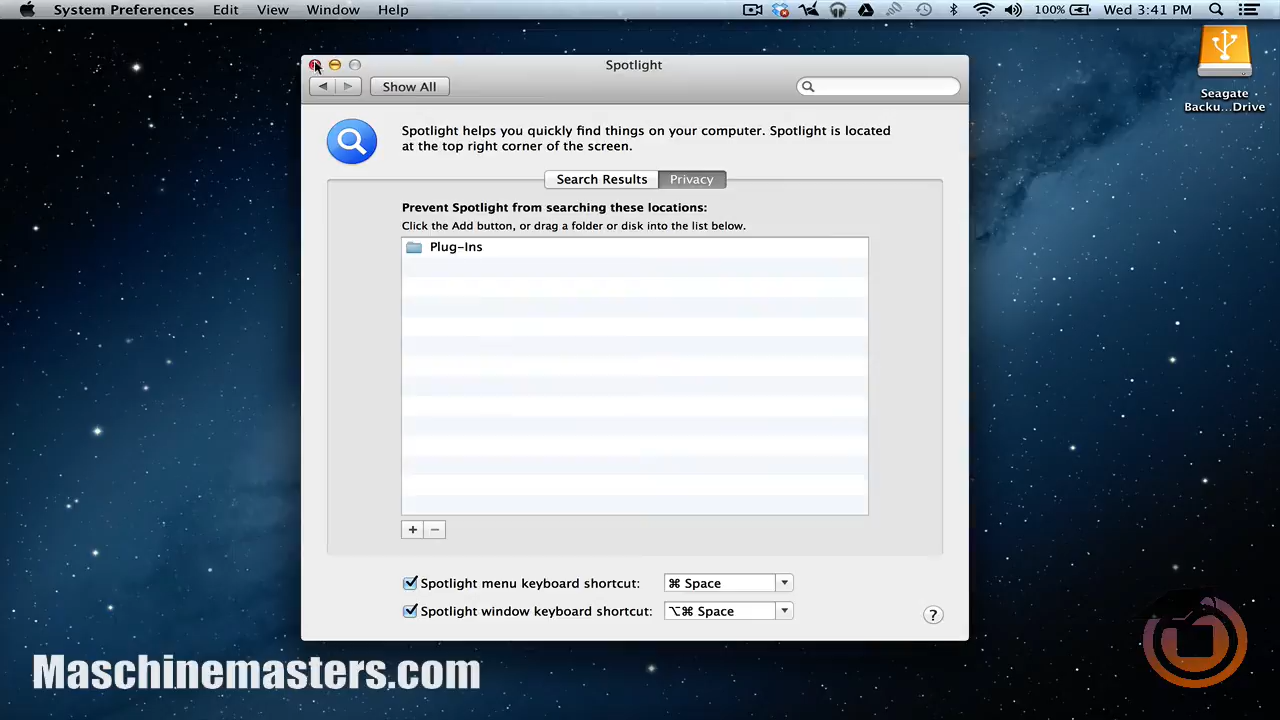 System Preferences Edit View Window Help 100% Wed 3:41 PM
Seagate
Backu...Drive
Spotlight
Show All
Spotlight helps you quickly find things on your computer. Spotlight is located
at the top right corner of the screen.
Search Results Privacy
Prevent Spotlight from searching these locations:
Click the Add button, or drag a folder or disk into the list below.
Plug-Ins
+ −
Spotlight menu keyboard shortcut: ⌘ Space
Spotlight window keyboard shortcut: ⌥⌘ Space
?
Maschinemasters.com